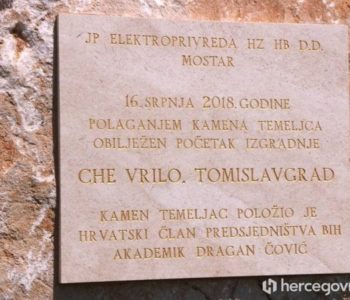 JP ELEKTROPRIVREDA HZ HB D.D.
MOSTAR
16. SRPNJA 2018. GODINE
POLAGANJEM KAMENA TEMELJCA
OBILJEŽEN POČETAK IZGRADNJE
CHE VRILO, TOMISLAVGRAD
KAMEN TEMELJAC POLOŽIO JE
HRVATSKI ČLAN PREDSJEDNIŠTVA BIH
AKADEMIK DRAGAN ČOVIĆ